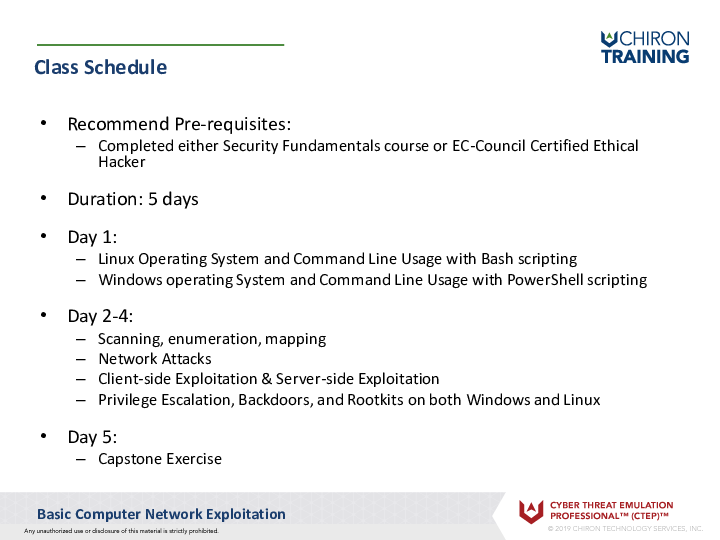 CHIRON
TRAINING
Class Schedule
• Recommend Pre-requisites:
– Completed either Security Fundamentals course or EC-Council Certified Ethical
Hacker
• Duration: 5 days
• Day 1:
– Linux Operating System and Command Line Usage with Bash scripting
– Windows operating System and Command Line Usage with PowerShell scripting
• Day 2-4:
– Scanning, enumeration, mapping
– Network Attacks
– Client-side Exploitation & Server-side Exploitation
– Privilege Escalation, Backdoors, and Rootkits on both Windows and Linux
• Day 5:
– Capstone Exercise
Basic Computer Network Exploitation
Any unauthorized use or disclosure of this material is strictly prohibited.
CYBER THREAT EMULATION
PROFESSIONAL™ (CTEP)™
© 2019 CHIRON TECHNOLOGY SERVICES, INC.